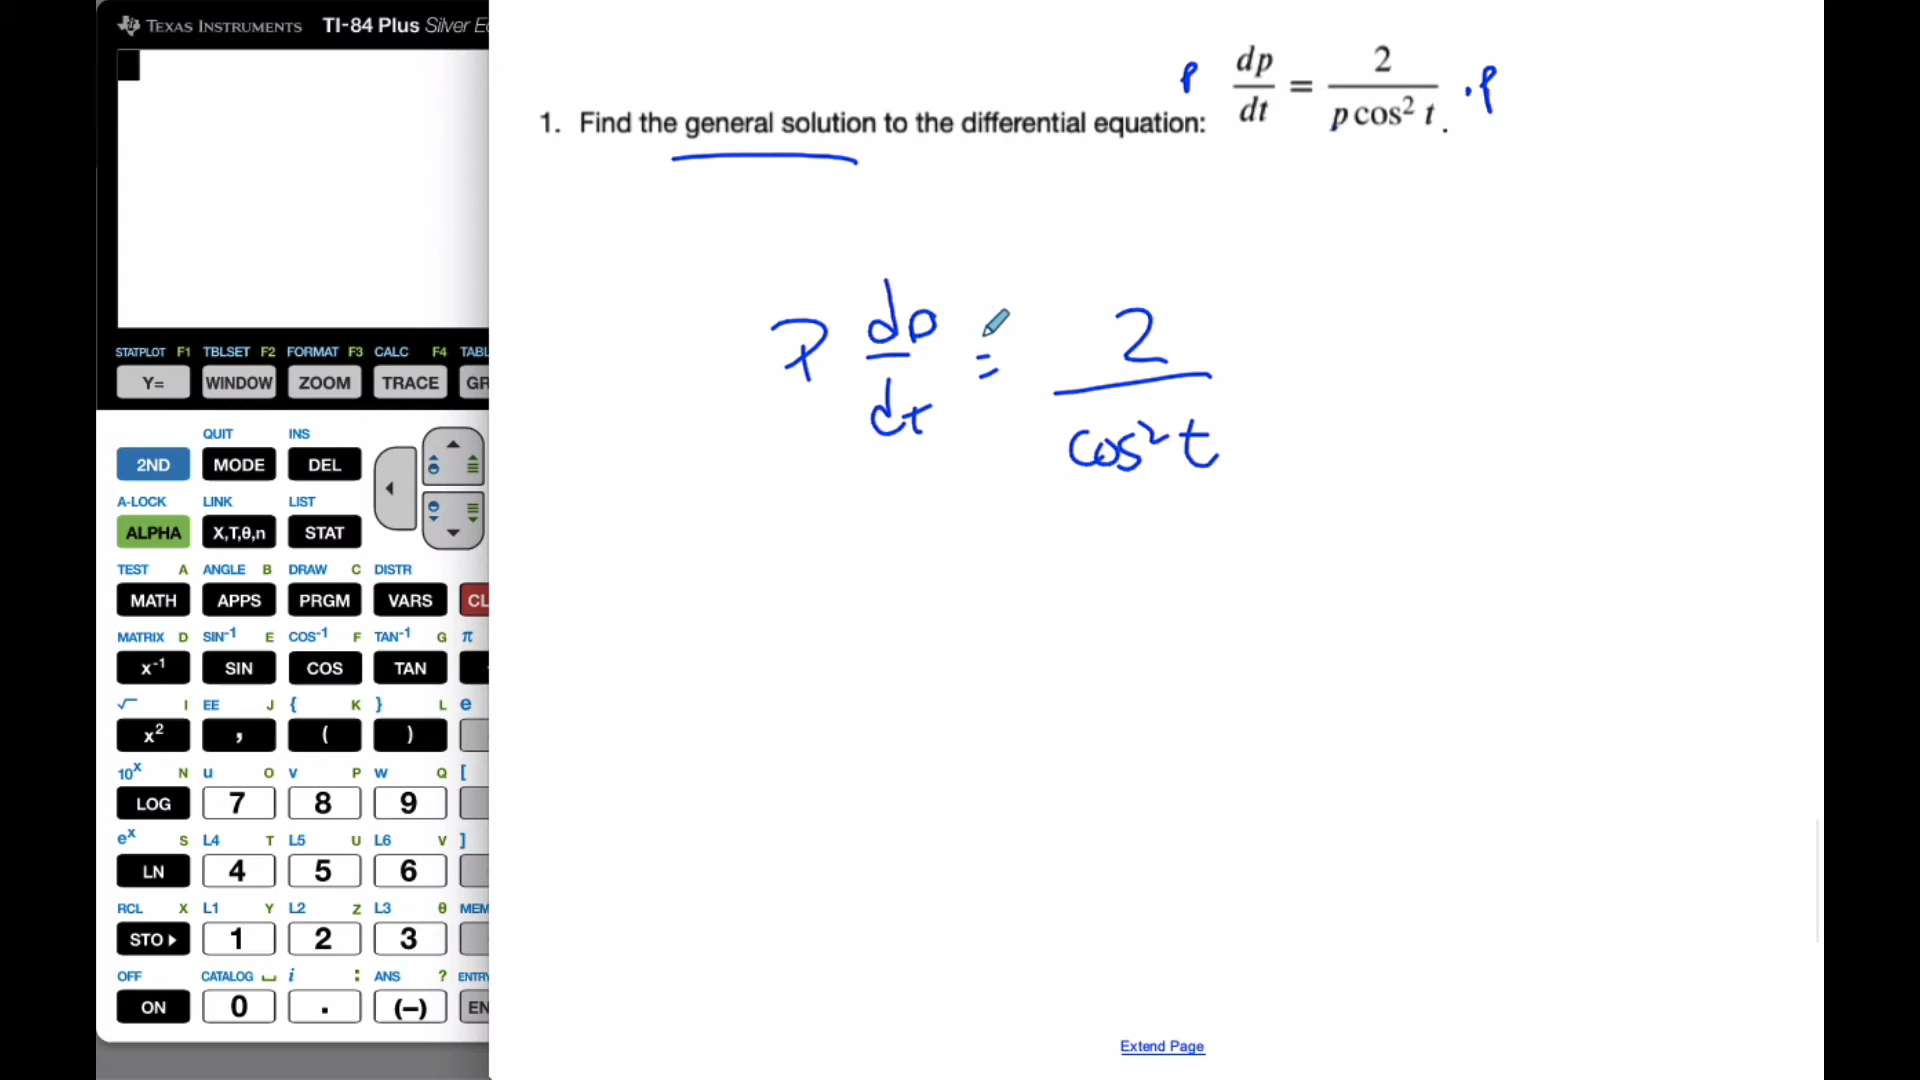 TEXAS INSTRUMENTS TI-84 Plus Silver E
STATPLOT F1 TBLSET F2 FORMAT F3 CALC F4 TABL
Y= WINDOW ZOOM TRACE GR
QUIT INS
2ND MODE DEL
A-LOCK LINK LIST
ALPHA X,T,θ,n STAT
TEST A ANGLE B DRAW C DISTR
MATH APPS PRGM VARS CL
MATRIX D SIN-1 E COS-1 F TAN-1 G π
x-1 SIN COS TAN
√ I EE J { K } L e
x2 , ( )
10x N u O v P w Q [
LOG 7 8 9
ex S L4 T L5 U L6 V ]
LN 4 5 6
RCL X L1 Y L2 Z L3 θ MEM
STO▶ 1 2 3
OFF CATALOG ⎵ i : ANS ? ENTRY
ON 0 . (–) EN
1. Find the general solution to the differential equation: p dp/dt = 2/(p cos² t). · p
P dp/dt = 2/cos²t
Extend Page